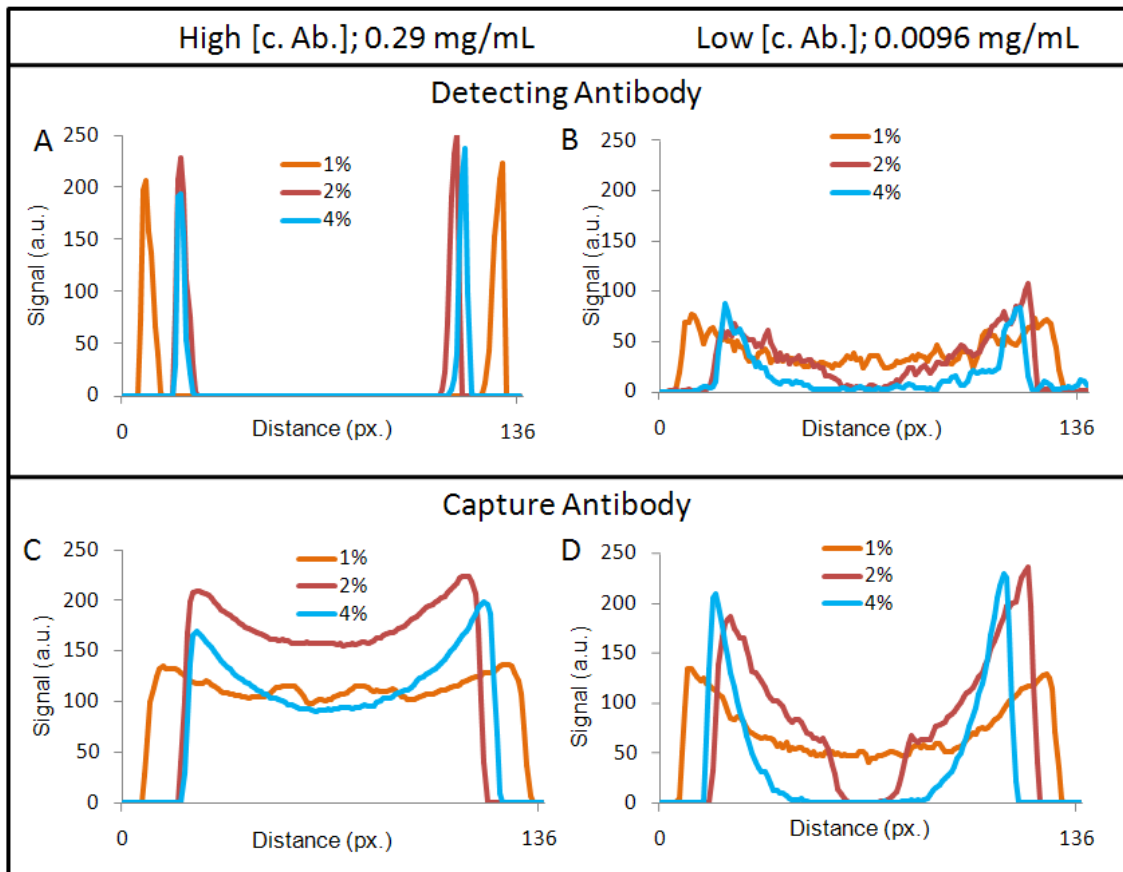 High [c. Ab.]; 0.29 mg/mL
Low [c. Ab.]; 0.0096 mg/mL
Detecting Antibody
A
250
200
150
100
50
0
Signal (a.u.)
1%
2%
4%
0
Distance (px.)
136
B
250
200
150
100
50
0
Signal (a.u.)
1%
2%
4%
0
Distance (px.)
136
Capture Antibody
C
250
200
150
100
50
0
Signal (a.u.)
1%
2%
4%
0
Distance (px.)
136
D
250
200
150
100
50
0
Signal (a.u.)
1%
2%
4%
0
Distance (px.)
136